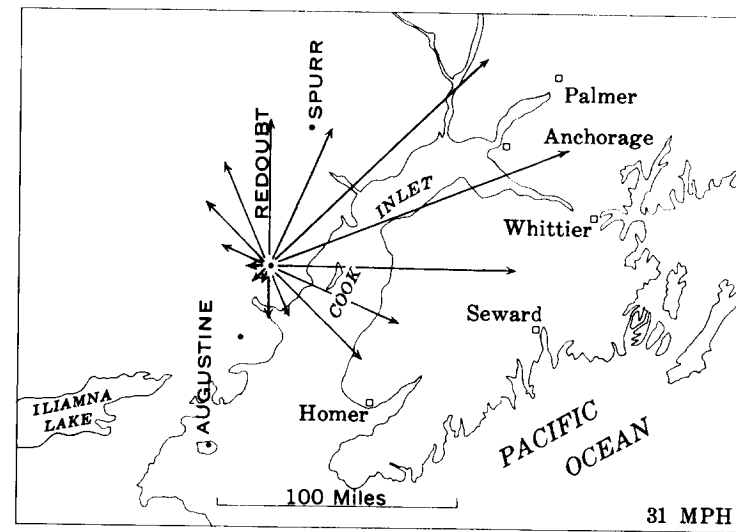 SPURR
REDOUBT
Palmer
Anchorage
INLET
Whittier
COOK
Seward
AUGUSTINE
ILIAMNA
LAKE
Homer
PACIFIC
OCEAN
100 Miles
31 MPH